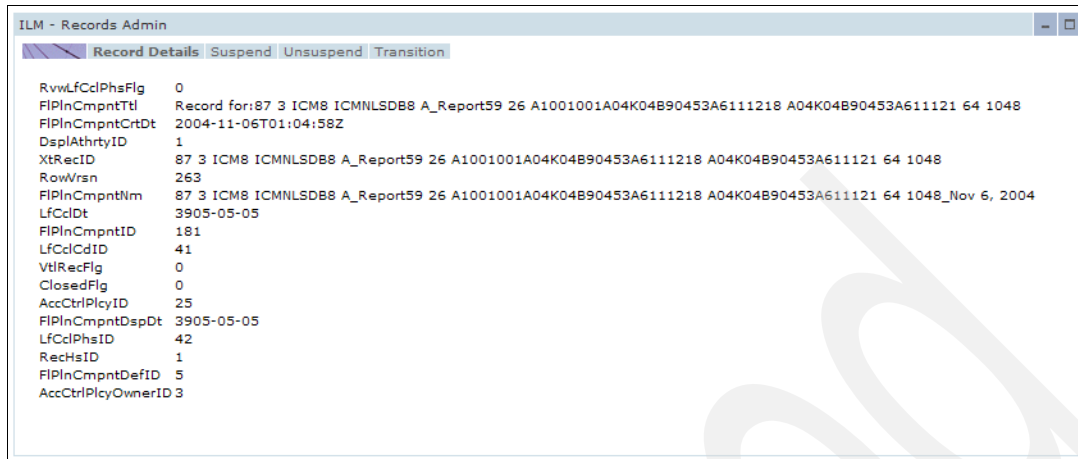 ILM - Records Admin
Record Details Suspend Unsuspend Transition
RvwLfCclPhsFlg 0
FlPlnCmpntTtl Record for:87 3 ICM8 ICMNLSDB8 A_Report59 26 A1001001A04K04B90453A6111218 A04K04B90453A611121 64 1048
FlPlnCmpntCrtDt 2004-11-06T01:04:58Z
DsplAthrtyID 1
XtRecID 87 3 ICM8 ICMNLSDB8 A_Report59 26 A1001001A04K04B90453A6111218 A04K04B90453A611121 64 1048
RowVrsn 263
FlPlnCmpntNm 87 3 ICM8 ICMNLSDB8 A_Report59 26 A1001001A04K04B90453A6111218 A04K04B90453A611121 64 1048_Nov 6, 2004
LfCclDt 3905-05-05
FlPlnCmpntID 181
LfCclCdID 41
VtlRecFlg 0
ClosedFlg 0
AccCtrlPlcyID 25
FlPlnCmpntDspDt 3905-05-05
LfCclPhsID 42
RecHsID 1
FlPlnCmpntDefID 5
AccCtrlPlcyOwnerID 3